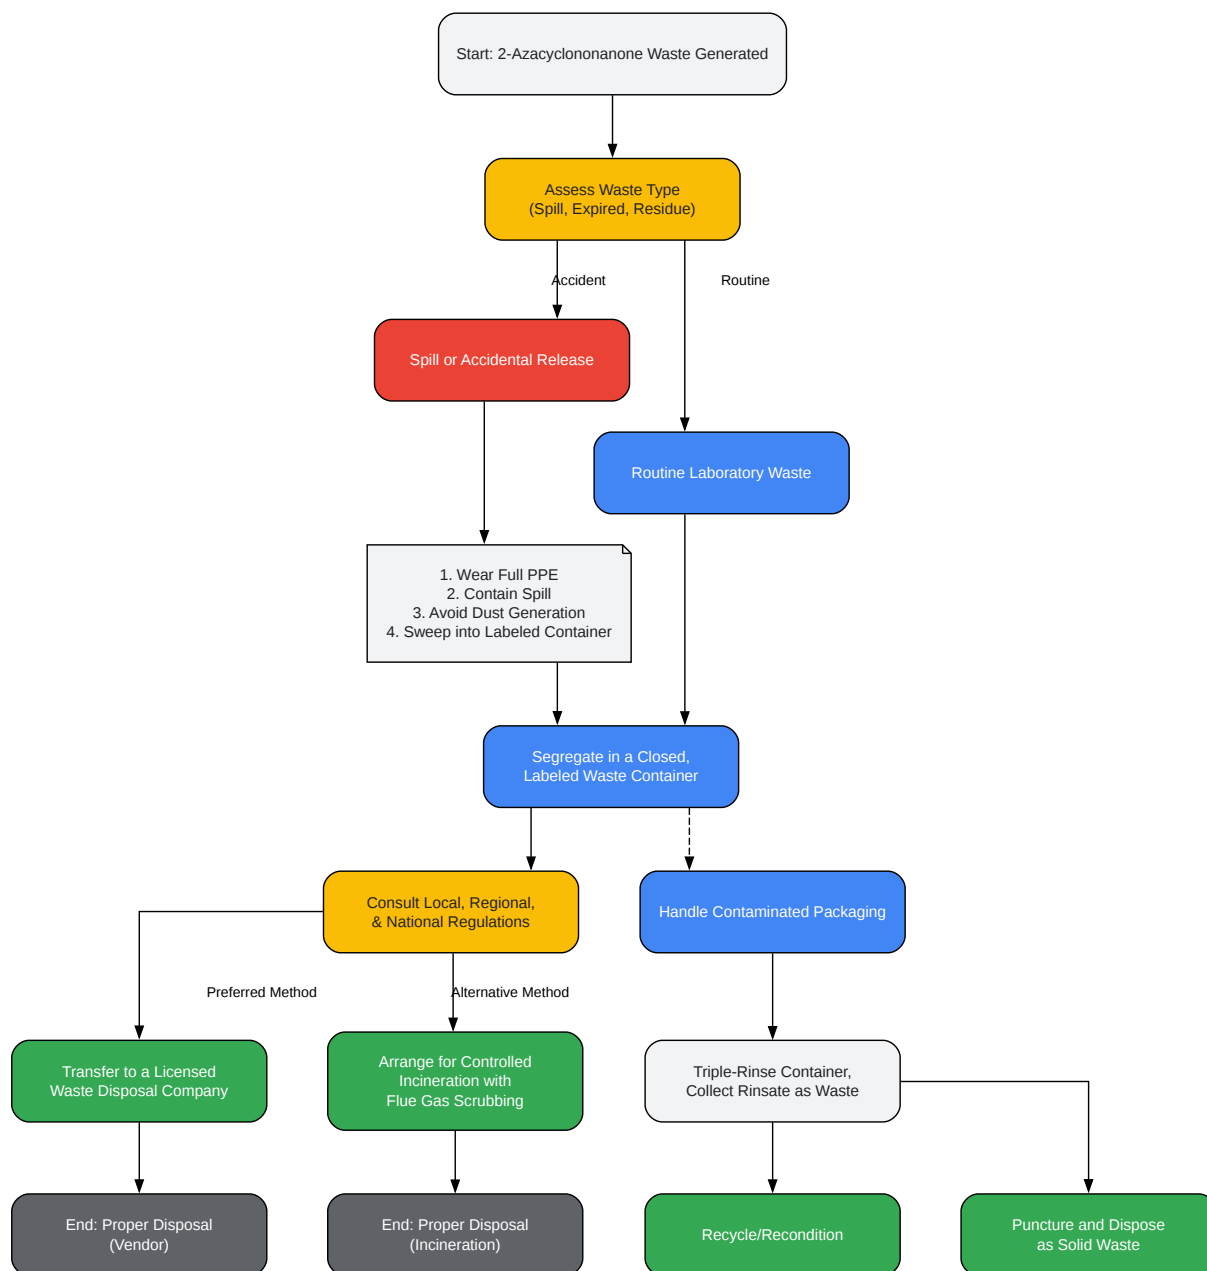 Start: 2-Azacyclononanone Waste Generated
Assess Waste Type
(Spill, Expired, Residue)
Accident
Routine
Spill or Accidental Release
Routine Laboratory Waste
1. Wear Full PPE
2. Contain Spill
3. Avoid Dust Generation
4. Sweep into Labeled Container
Segregate in a Closed,
Labeled Waste Container
Consult Local, Regional,
& National Regulations
Handle Contaminated Packaging
Preferred Method
Alternative Method
Transfer to a Licensed
Waste Disposal Company
Arrange for Controlled
Incineration with
Flue Gas Scrubbing
Triple-Rinse Container,
Collect Rinsate as Waste
End: Proper Disposal
(Vendor)
End: Proper Disposal
(Incineration)
Recycle/Recondition
Puncture and Dispose
as Solid Waste